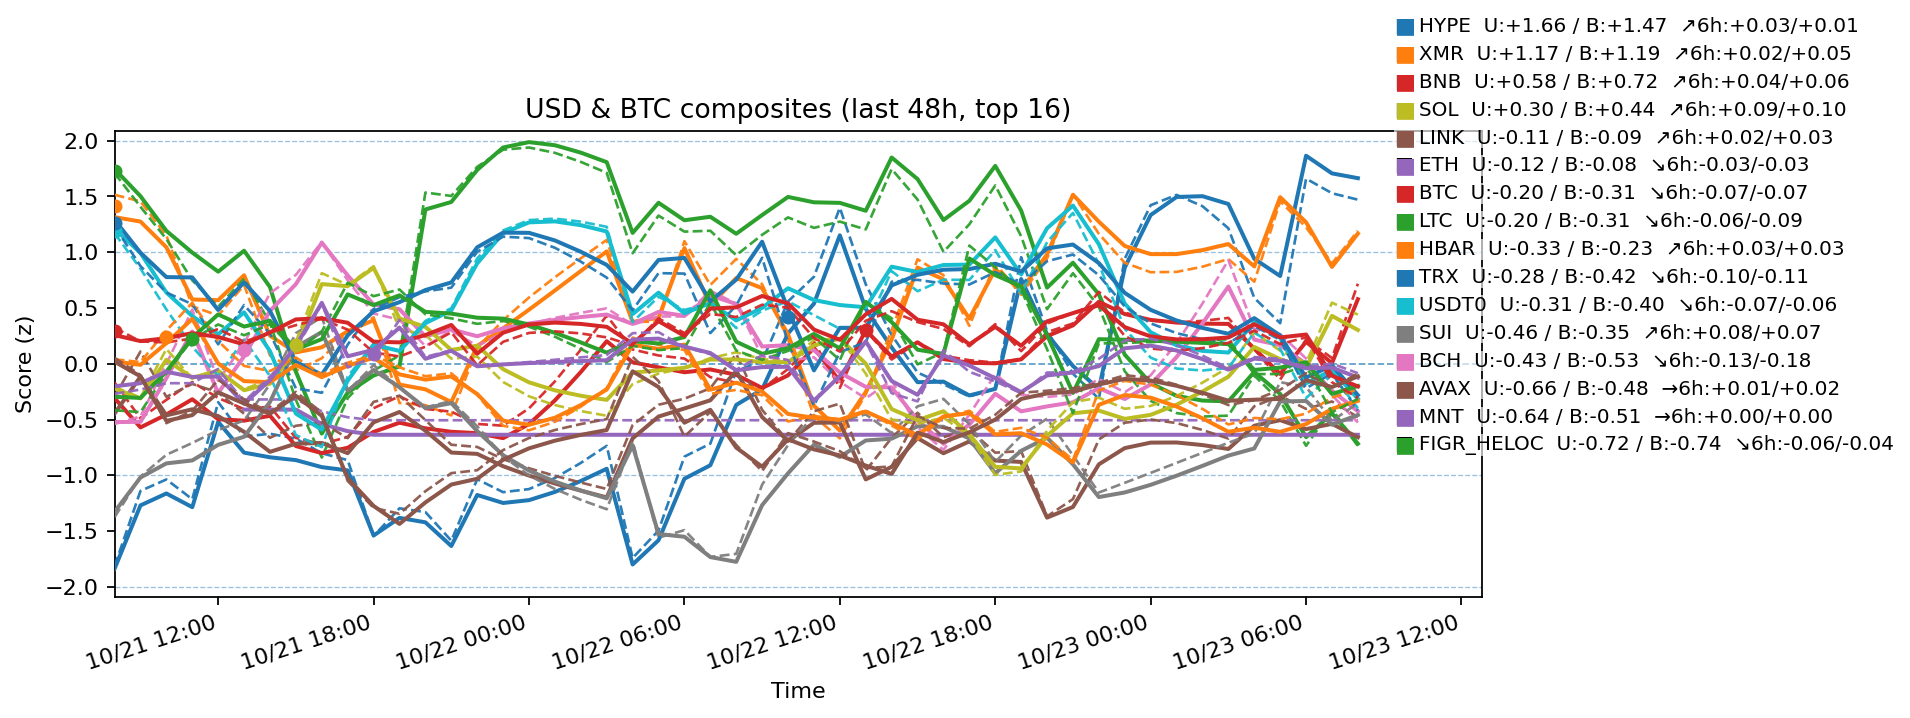 HYPE U:+1.66 / B:+1.47 ↗6h:+0.03/+0.01
XMR U:+1.17 / B:+1.19 ↗6h:+0.02/+0.05
BNB U:+0.58 / B:+0.72 ↗6h:+0.04/+0.06
SOL U:+0.30 / B:+0.44 ↗6h:+0.09/+0.10
LINK U:-0.11 / B:-0.09 ↗6h:+0.02/+0.03
ETH U:-0.12 / B:-0.08 ↘6h:-0.03/-0.03
BTC U:-0.20 / B:-0.31 ↘6h:-0.07/-0.07
LTC U:-0.20 / B:-0.31 ↘6h:-0.06/-0.09
HBAR U:-0.33 / B:-0.23 ↗6h:+0.03/+0.03
TRX U:-0.28 / B:-0.42 ↘6h:-0.10/-0.11
USDT0 U:-0.31 / B:-0.40 ↘6h:-0.07/-0.06
SUI U:-0.46 / B:-0.35 ↗6h:+0.08/+0.07
BCH U:-0.43 / B:-0.53 ↘6h:-0.13/-0.18
AVAX U:-0.66 / B:-0.48 →6h:+0.01/+0.02
MNT U:-0.64 / B:-0.51 →6h:+0.00/+0.00
FIGR_HELOC U:-0.72 / B:-0.74 ↘6h:-0.06/-0.04
USD & BTC composites (last 48h, top 16)
Score (z)
2.0
1.5
1.0
0.5
0.0
−0.5
−1.0
−1.5
−2.0
10/21 12:00
10/21 18:00
10/22 00:00
10/22 06:00
10/22 12:00
10/22 18:00
10/23 00:00
10/23 06:00
10/23 12:00
Time